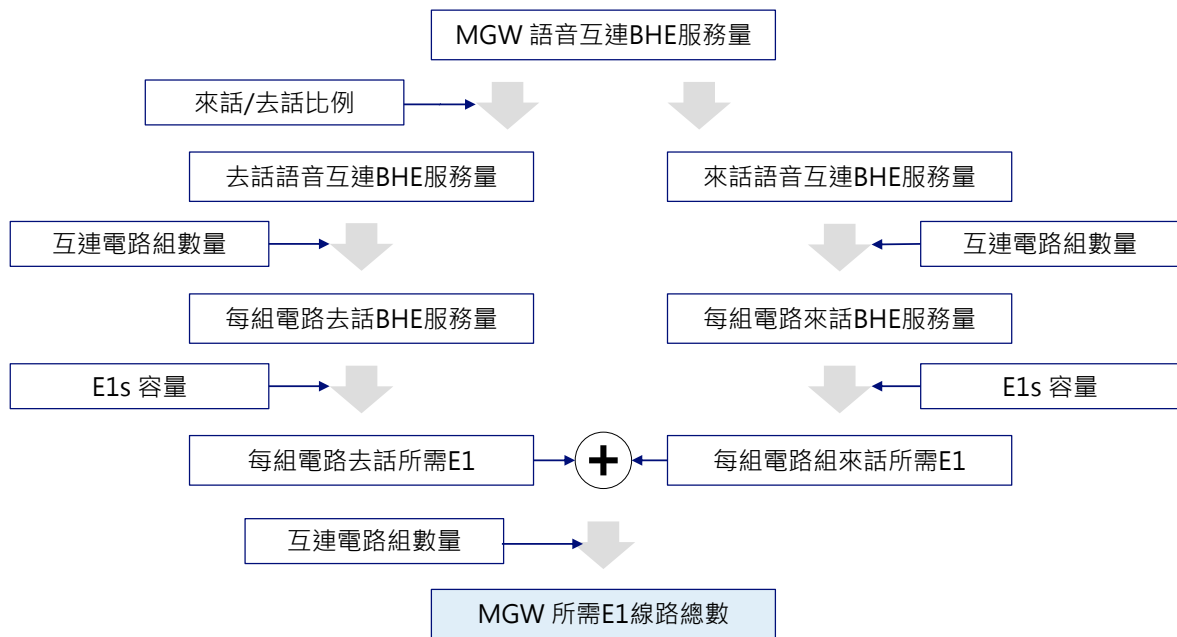 MGW 語音互連BHE服務量
來話/去話比例
去話語音互連BHE服務量
來話語音互連BHE服務量
互連電路組數量
互連電路組數量
每組電路去話BHE服務量
每組電路來話BHE服務量
E1s 容量
E1s 容量
每組電路去話所需E1
+
每組電路組來話所需E1
互連電路組數量
MGW 所需E1線路總數